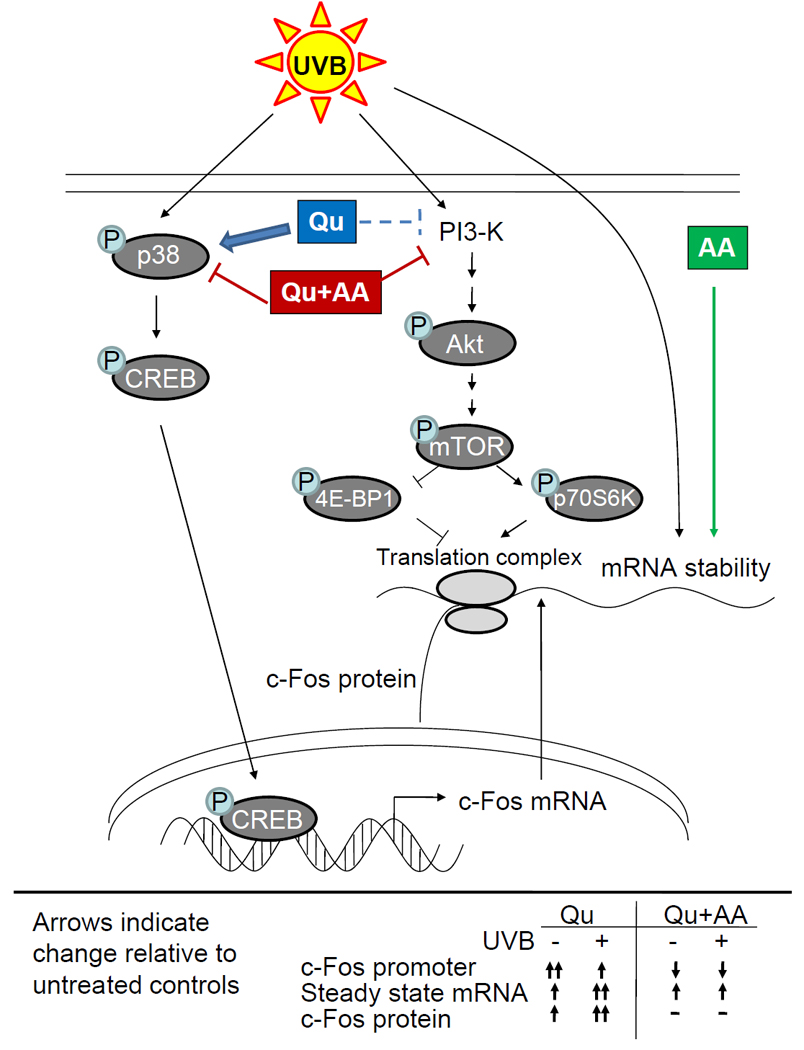 UVB
Qu
PI3-K
AA
P
p38
Qu+AA
P
Akt
P
CREB
P
mTOR
P
4E-BP1
P
p70S6K
Translation complex
mRNA stability
c-Fos protein
P
CREB
c-Fos mRNA
Arrows indicate
change relative to
untreated controls
Qu Qu+AA
UVB - + - +
c-Fos promoter ↑↑ ↑ ↓ ↓
Steady state mRNA ↑ ↑↑ ↑ ↑
c-Fos protein ↑ ↑↑ - -